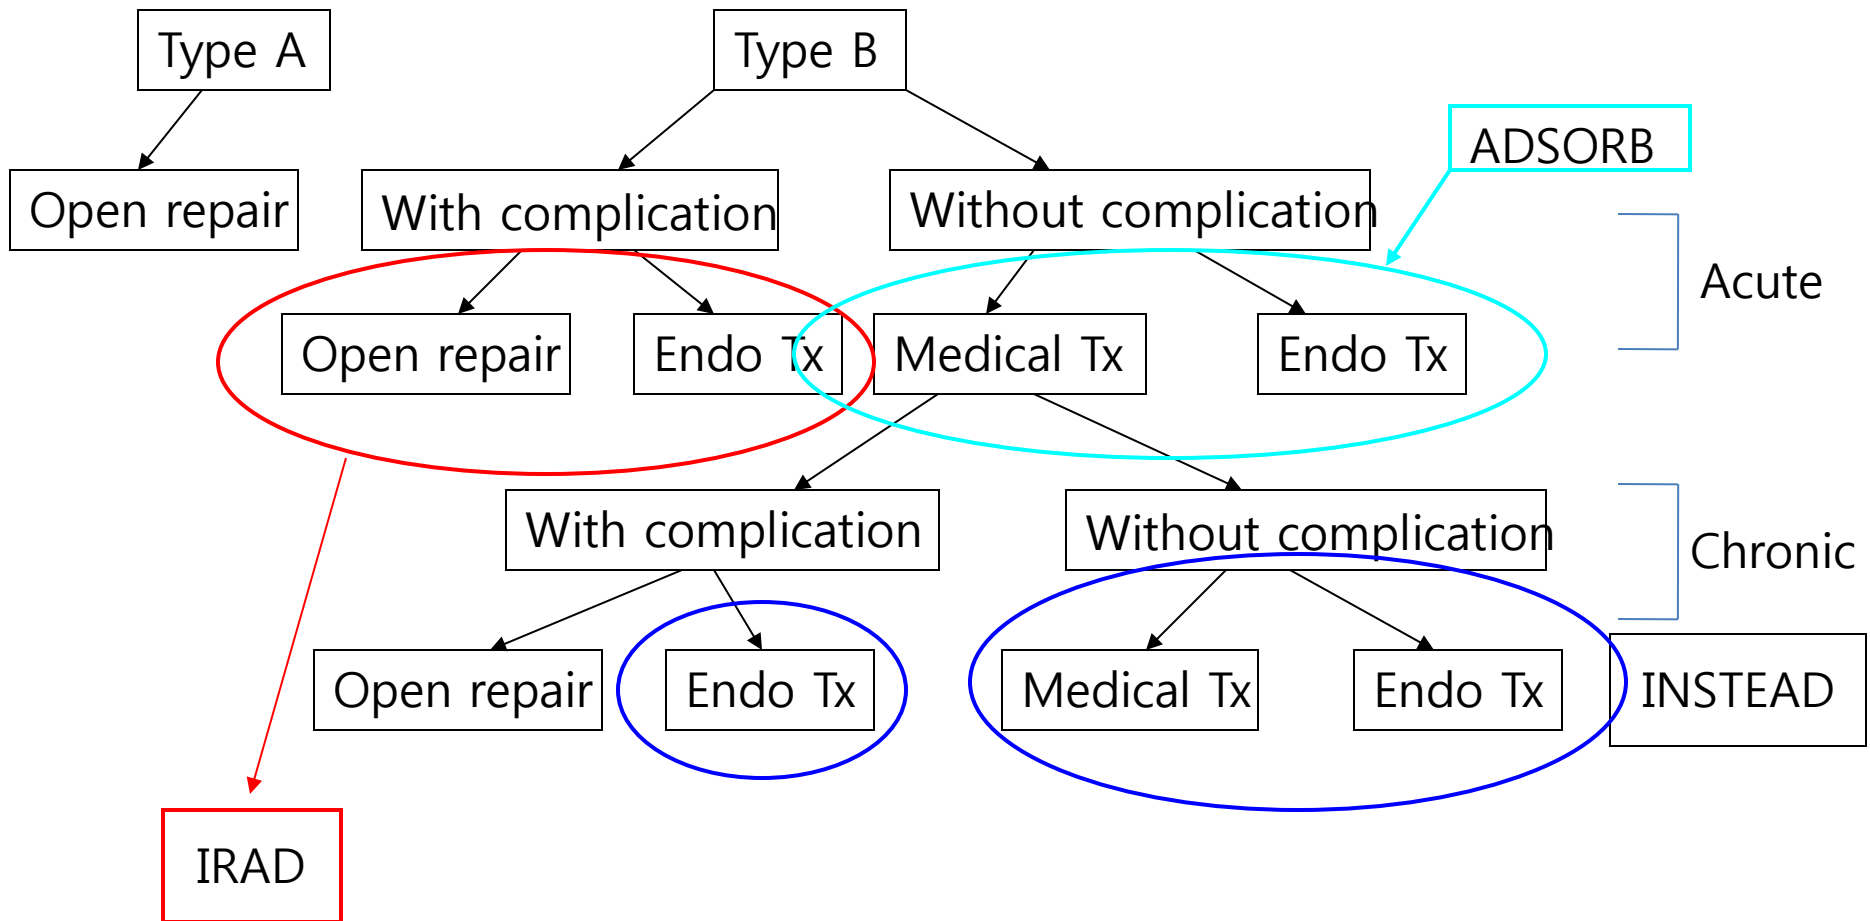 Type A
Type B
ADSORB
Open repair
With complication
Without complication
Acute
Open repair
Endo Tx
Medical Tx
Endo Tx
With complication
Without complication
Chronic
Open repair
Endo Tx
Medical Tx
Endo Tx
INSTEAD
IRAD